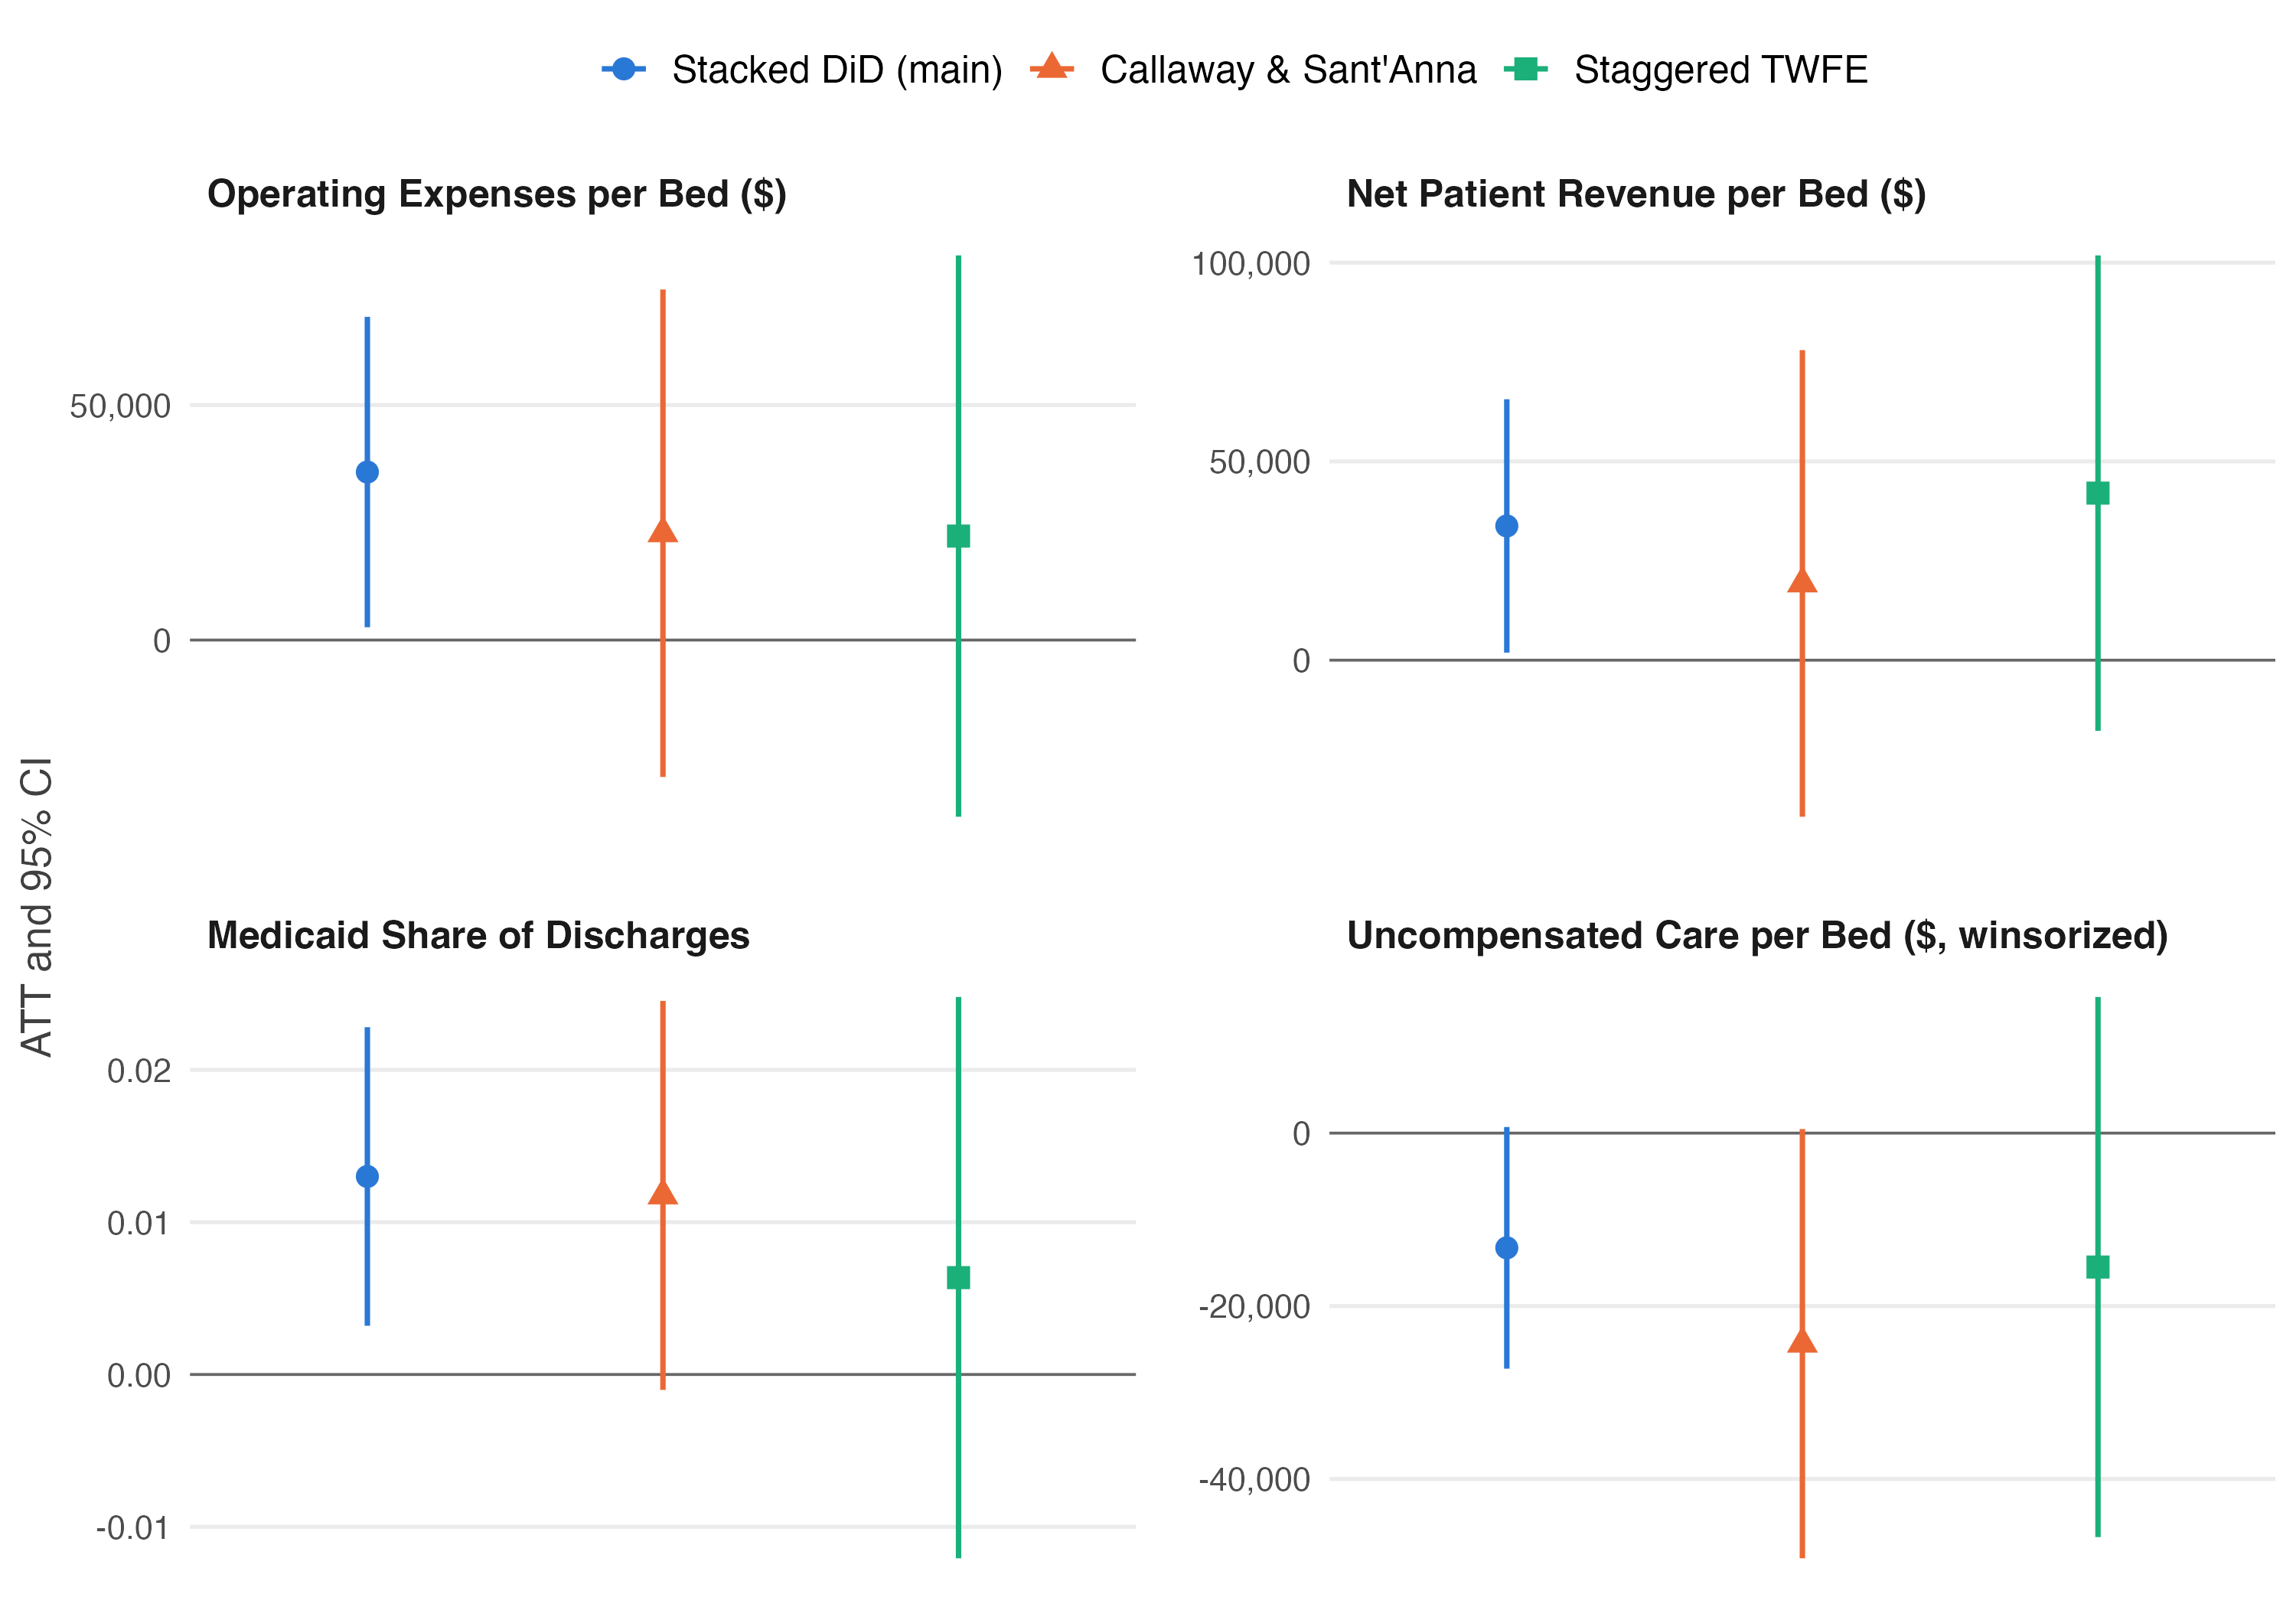 Stacked DiD (main) Callaway & Sant'Anna Staggered TWFE
Operating Expenses per Bed ($)
50,000
0
Net Patient Revenue per Bed ($)
100,000
50,000
0
ATT and 95% CI
Medicaid Share of Discharges
0.02
0.01
0.00
-0.01
Uncompensated Care per Bed ($, winsorized)
0
-20,000
-40,000